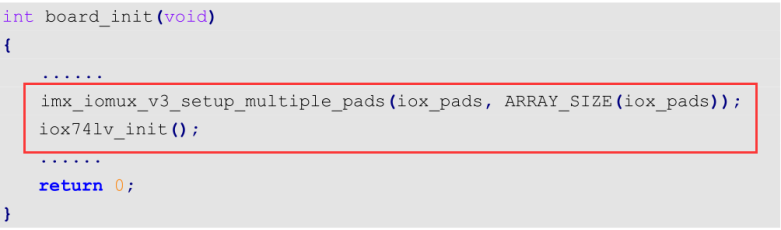 int board_init(void)
{
......
imx_iomux_v3_setup_multiple_pads(iox_pads, ARRAY_SIZE(iox_pads));
iox74lv_init();
......
return 0;
}